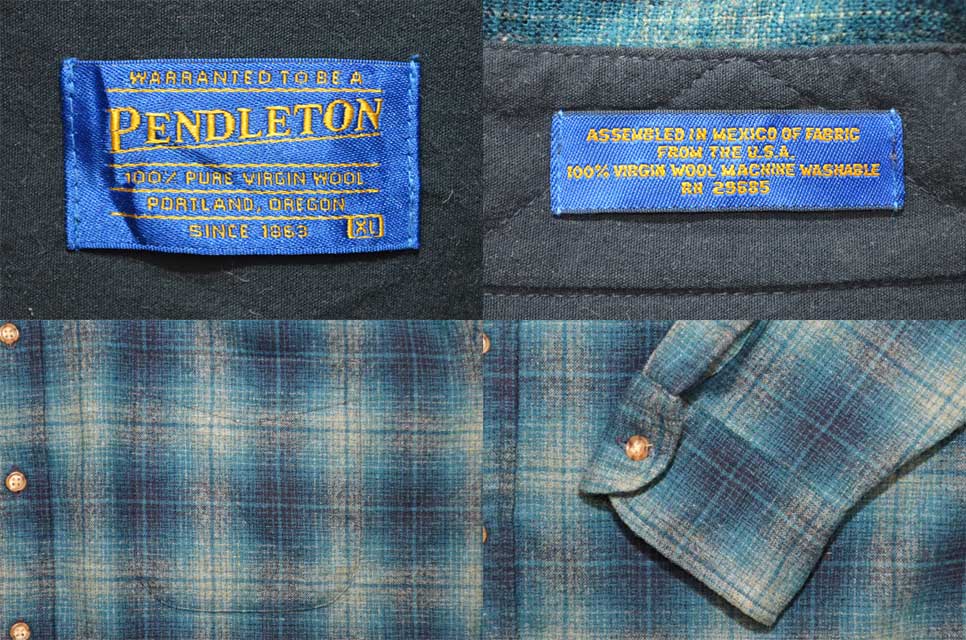 WARRANTED TO BE A
PENDLETON
100% PURE VIRGIN WOOL
PORTLAND, OREGON
SINCE 1863
XL
ASSEMBLED IN MEXICO OF FABRIC
FROM THE U.S.A.
100% VIRGIN WOOL MACHINE WASHABLE
RN 29685